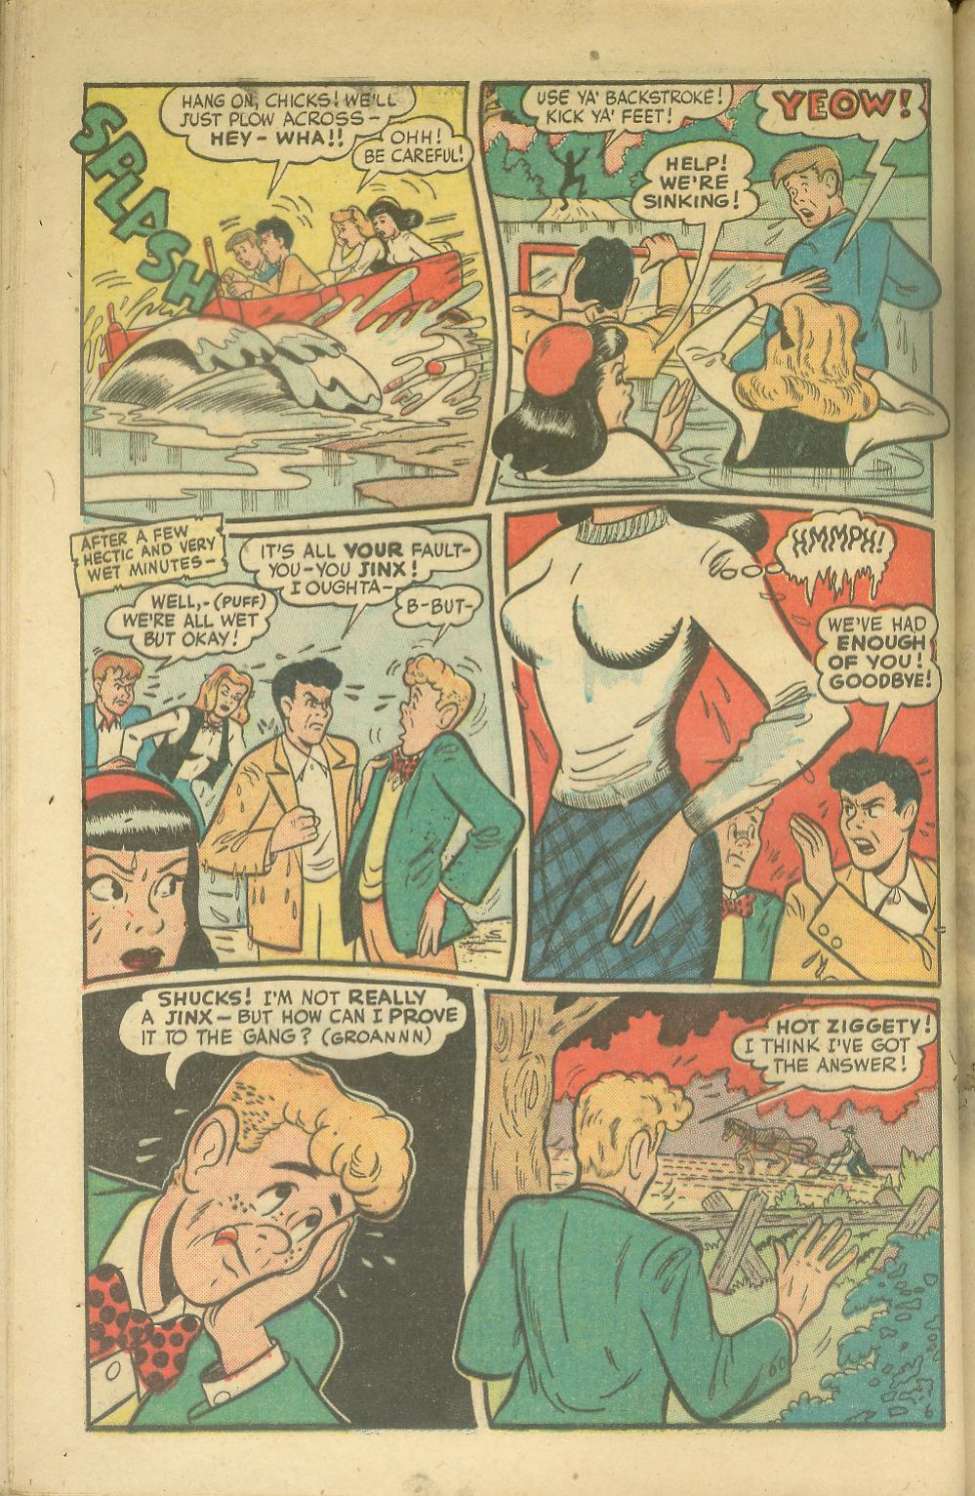 SPLASH
HANG ON, CHICKS! WE'LL
JUST PLOW ACROSS-
HEY-WHA!!
OHH!
BE CAREFUL!
USE YA' BACKSTROKE!
KICK YA' FEET!
HELP!
WE'RE
SINKING!
YEOW!
AFTER A FEW
HECTIC AND VERY
WET MINUTES-
WELL,-(PUFF)
WE'RE ALL WET
BUT OKAY!
IT'S ALL YOUR FAULT-
YOU-YOU JINX!
I OUGHTA-
B-BUT-
HMMPH!
WE'VE HAD
ENOUGH
OF YOU!
GOODBYE!
SHUCKS! I'M NOT REALLY
A JINX-BUT HOW CAN I PROVE
IT TO THE GANG? (GROANNN)
HOT ZIGGETY!
I THINK I'VE GOT
THE ANSWER!
6